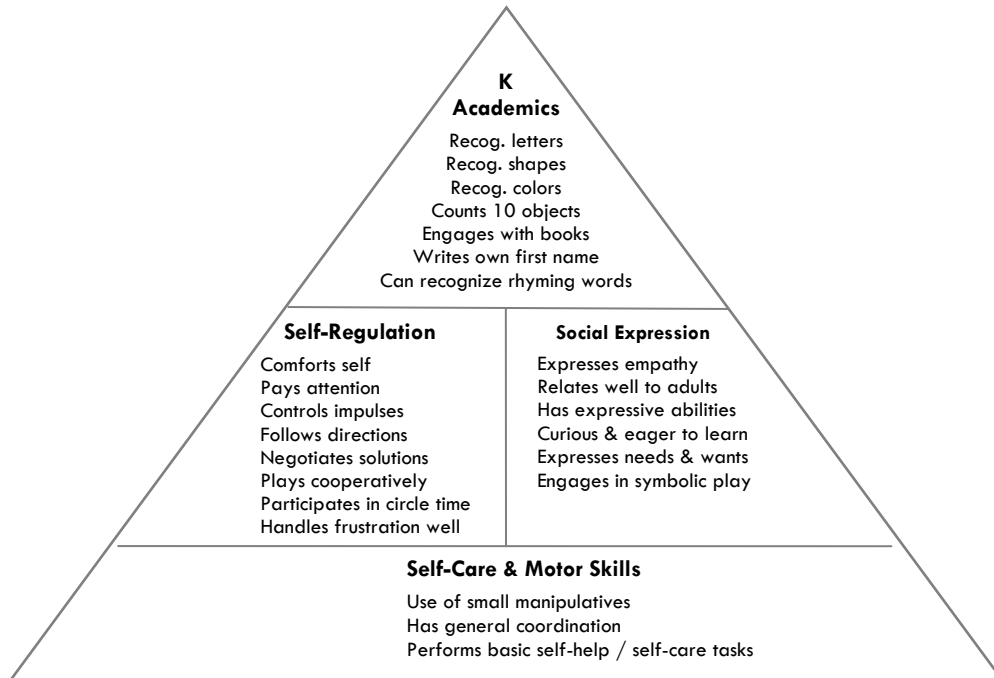 K
Academics
Recog. letters
Recog. shapes
Recog. colors
Counts 10 objects
Engages with books
Writes own first name
Can recognize rhyming words
Self-Regulation
Comforts self
Pays attention
Controls impulses
Follows directions
Negotiates solutions
Plays cooperatively
Participates in circle time
Handles frustration well
Social Expression
Expresses empathy
Relates well to adults
Has expressive abilities
Curious & eager to learn
Expresses needs & wants
Engages in symbolic play
Self-Care & Motor Skills
Use of small manipulatives
Has general coordination
Performs basic self-help / self-care tasks